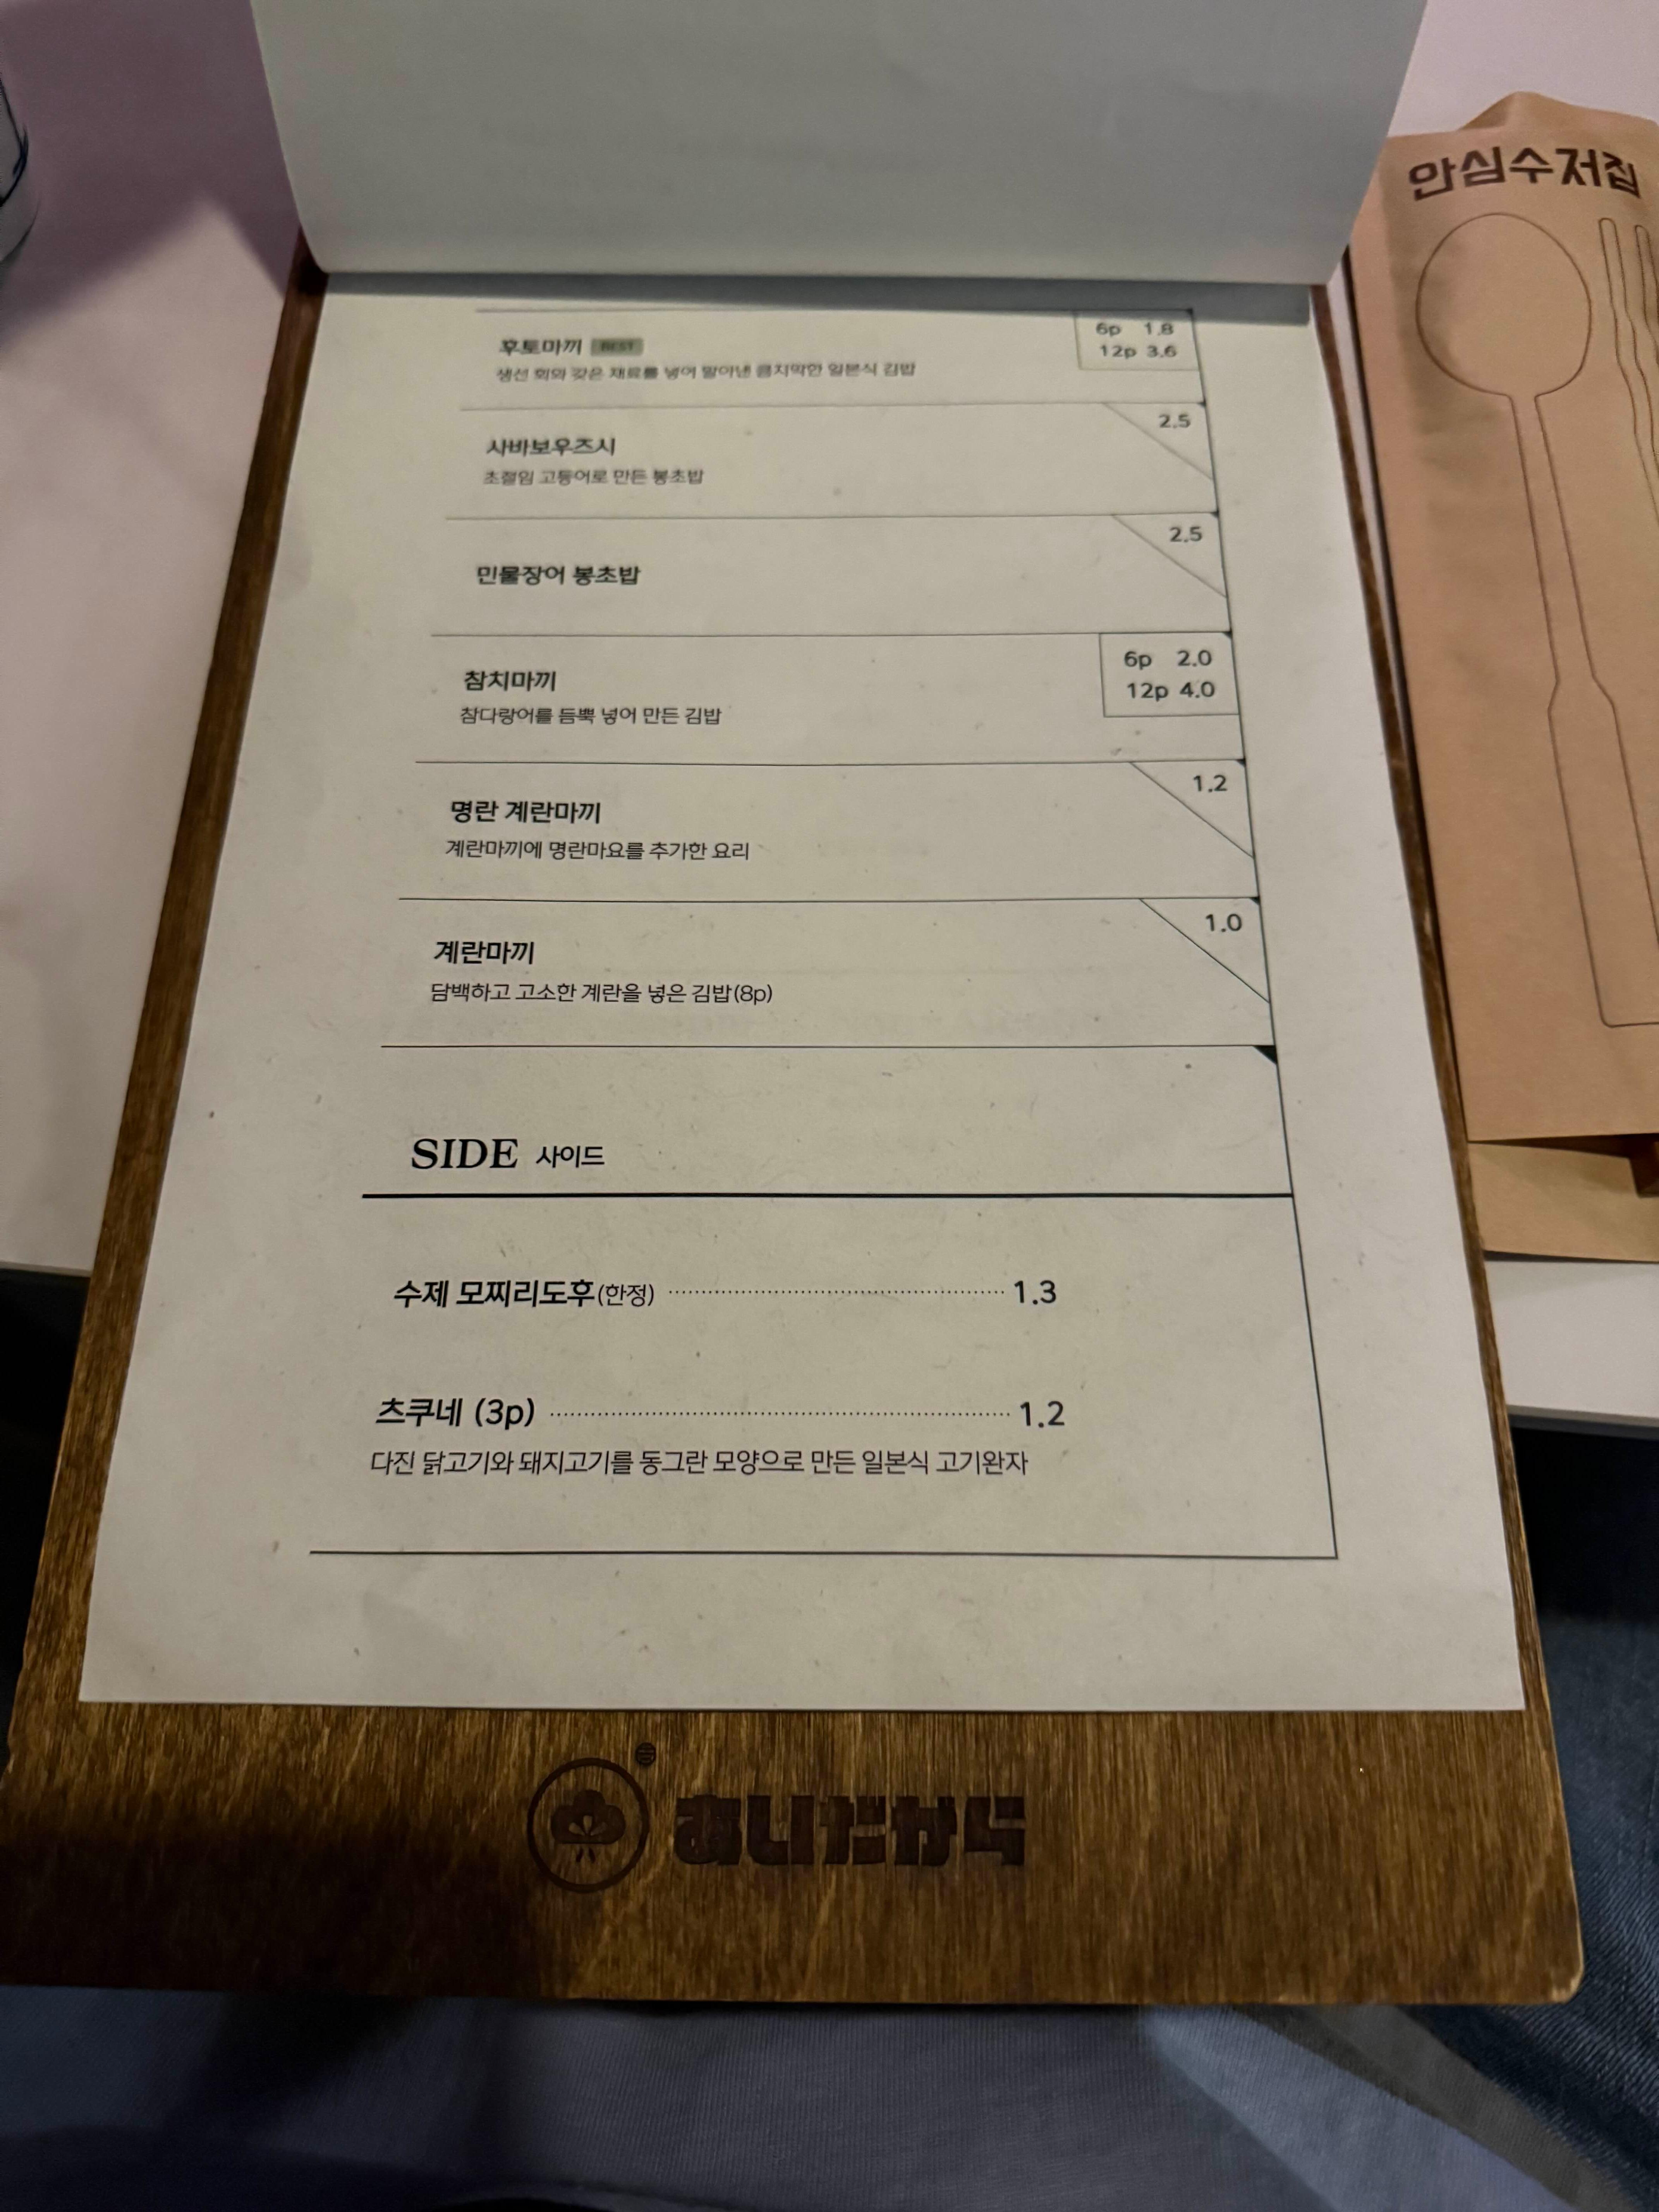 후토마끼 BEST
6p 1.8
12p 3.6
생선 회와 갖은 재료를 넣어 말아낸 큼지막한 일본식 김밥
사바보우즈시
2.5
초절임 고등어로 만든 봉초밥
민물장어 봉초밥
2.5
참치마끼
6p 2.0
12p 4.0
참다랑어를 듬뿍 넣어 만든 김밥
명란 계란마끼
1.2
계란마끼에 명란마요를 추가한 요리
계란마끼
1.0
담백하고 고소한 계란을 넣은 김밥(8p)
SIDE 사이드
수제 모찌리도후(한정) 1.3
츠쿠네 (3p) 1.2
다진 닭고기와 돼지고기를 동그란 모양으로 만든 일본식 고기완자
あいだから
안심수저집